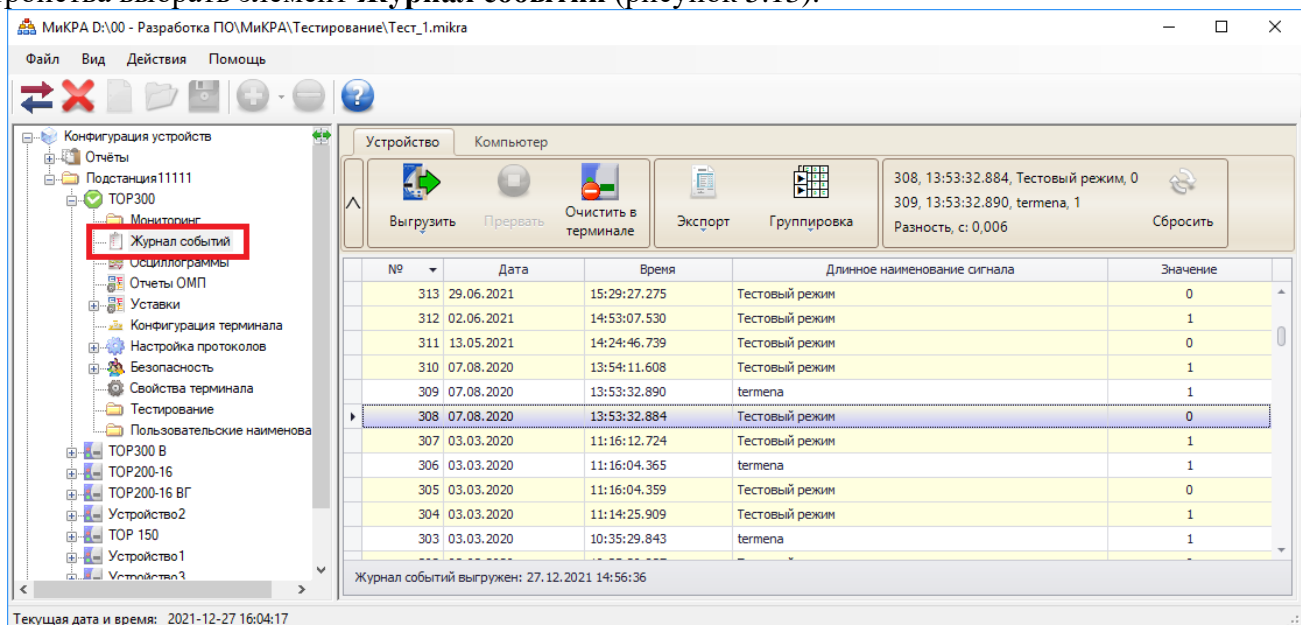 ройства выбрать элемент Журнал событий (рисунок 3.13).
МиКРА D:\00 - Разработка ПО\МиКРА\Тестирование\Тест_1.mikra
Файл Вид Действия Помощь
Конфигурация устройств
Отчёты
Подстанция11111
ТОР300
Мониторинг
Журнал событий
Осциллограммы
Отчеты ОМП
Уставки
Конфигурация терминала
Настройка протоколов
Безопасность
Свойства терминала
Тестирование
Пользовательские наименова
ТОР300 В
ТОР200-16
ТОР200-16 ВГ
Устройство2
ТОР 150
Устройство1
Устройство3
Устройство Компьютер
Выгрузить Прервать Очистить в терминале Экспорт Группировка
308, 13:53:32.884, Тестовый режим, 0
309, 13:53:32.890, termena, 1
Разность, с: 0,006
Сбросить
№ Дата Время Длинное наименование сигнала Значение
313 29.06.2021 15:29:27.275 Тестовый режим 0
312 02.06.2021 14:53:07.530 Тестовый режим 1
311 13.05.2021 14:24:46.739 Тестовый режим 0
310 07.08.2020 13:54:11.608 Тестовый режим 1
309 07.08.2020 13:53:32.890 termena 1
308 07.08.2020 13:53:32.884 Тестовый режим 0
307 03.03.2020 11:16:12.724 Тестовый режим 1
306 03.03.2020 11:16:04.365 termena 1
305 03.03.2020 11:16:04.359 Тестовый режим 0
304 03.03.2020 11:14:25.909 Тестовый режим 1
303 03.03.2020 10:35:29.843 termena 1
Журнал событий выгружен: 27.12.2021 14:56:36
Текущая дата и время: 2021-12-27 16:04:17